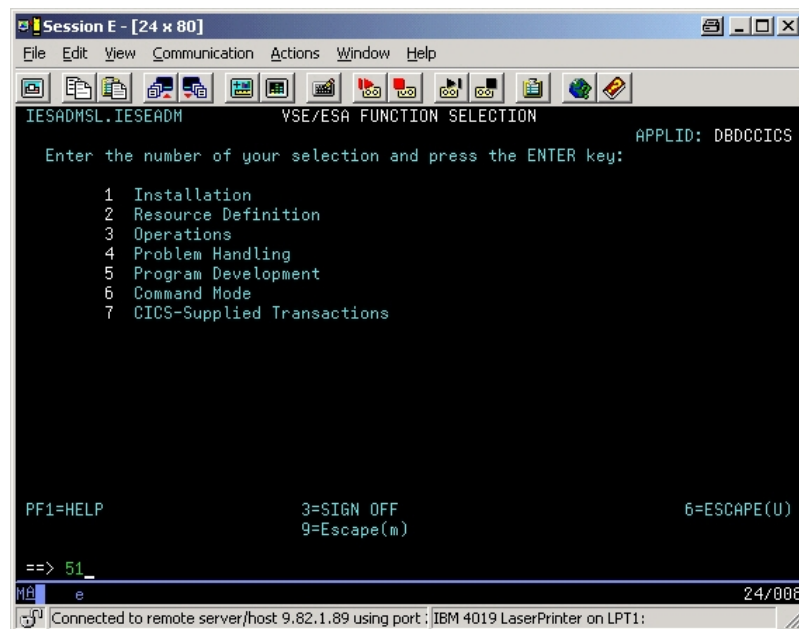 Session E - [24 x 80]
File Edit View Communication Actions Window Help
IESADMSL.IESEADM VSE/ESA FUNCTION SELECTION
APPLID: DBDCCICS
Enter the number of your selection and press the ENTER key:
1 Installation
2 Resource Definition
3 Operations
4 Problem Handling
5 Program Development
6 Command Mode
7 CICS-Supplied Transactions
PF1=HELP 3=SIGN OFF 6=ESCAPE(U)
9=Escape(m)
==> 51_
MA e 24/008
Connected to remote server/host 9.82.1.89 using port IBM 4019 LaserPrinter on LPT1: